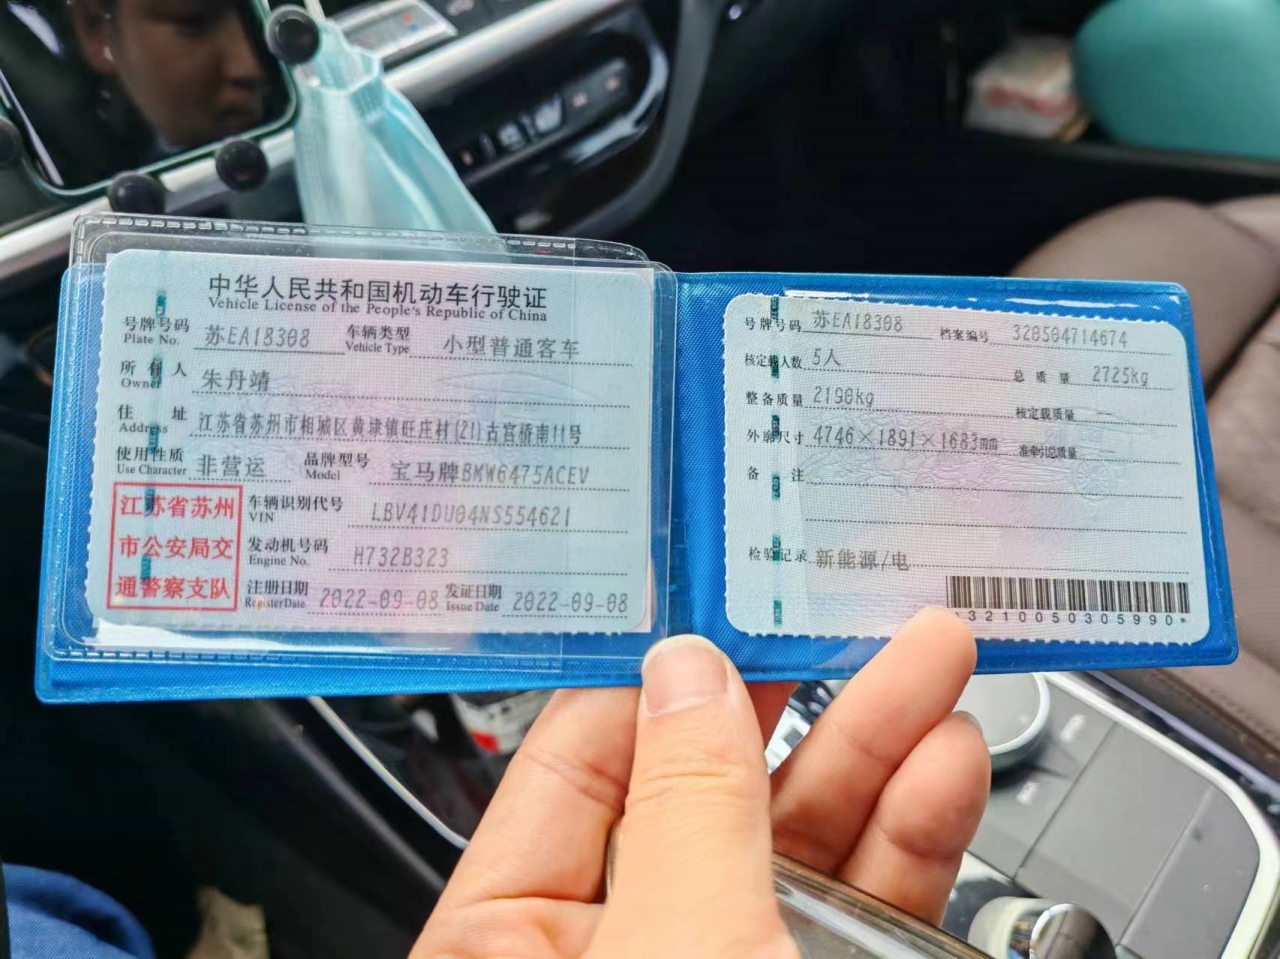 中华人民共和国机动车行驶证
Vehicle License of the People's Republic of China
号牌号码 苏EA18308 车辆类型 小型普通客车
Plate No. Vehicle Type
所有人 朱丹靖
Owner
住址 江苏省苏州市相城区黄埭镇旺庄村(21)古宫桥南11号
Address
使用性质 非营运 品牌型号 宝马牌BMW6475ACEV
Use Character Model
江苏省苏州
市公安局交
通警察支队
车辆识别代号 LBV41DU04NS554621
VIN
发动机号码 H732B323
Engine No.
注册日期 2022-09-08 发证日期 2022-09-08
Register Date Issue Date
号牌号码 苏EA18308 档案编号 320504714674
核定载人数 5人 总质量 2725kg
整备质量 2190kg 核定载质量
外廓尺寸 4746×1891×1683mm 准牵引总质量
备注
检验记录 新能源/电
*3210050305990*